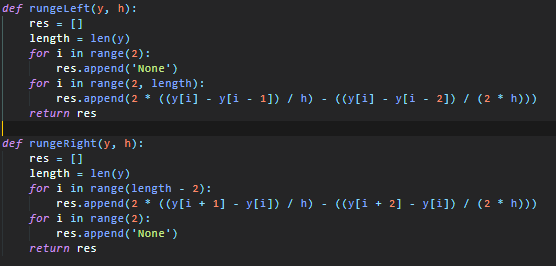 def rungeLeft(y, h):
    res = []
    length = len(y)
    for i in range(2):
        res.append('None')
    for i in range(2, length):
        res.append(2 * ((y[i] - y[i - 1]) / h) - ((y[i] - y[i - 2]) / (2 * h)))
    return res

def rungeRight(y, h):
    res = []
    length = len(y)
    for i in range(length - 2):
        res.append(2 * ((y[i + 1] - y[i]) / h) - ((y[i + 2] - y[i]) / (2 * h)))
    for i in range(2):
        res.append('None')
    return res